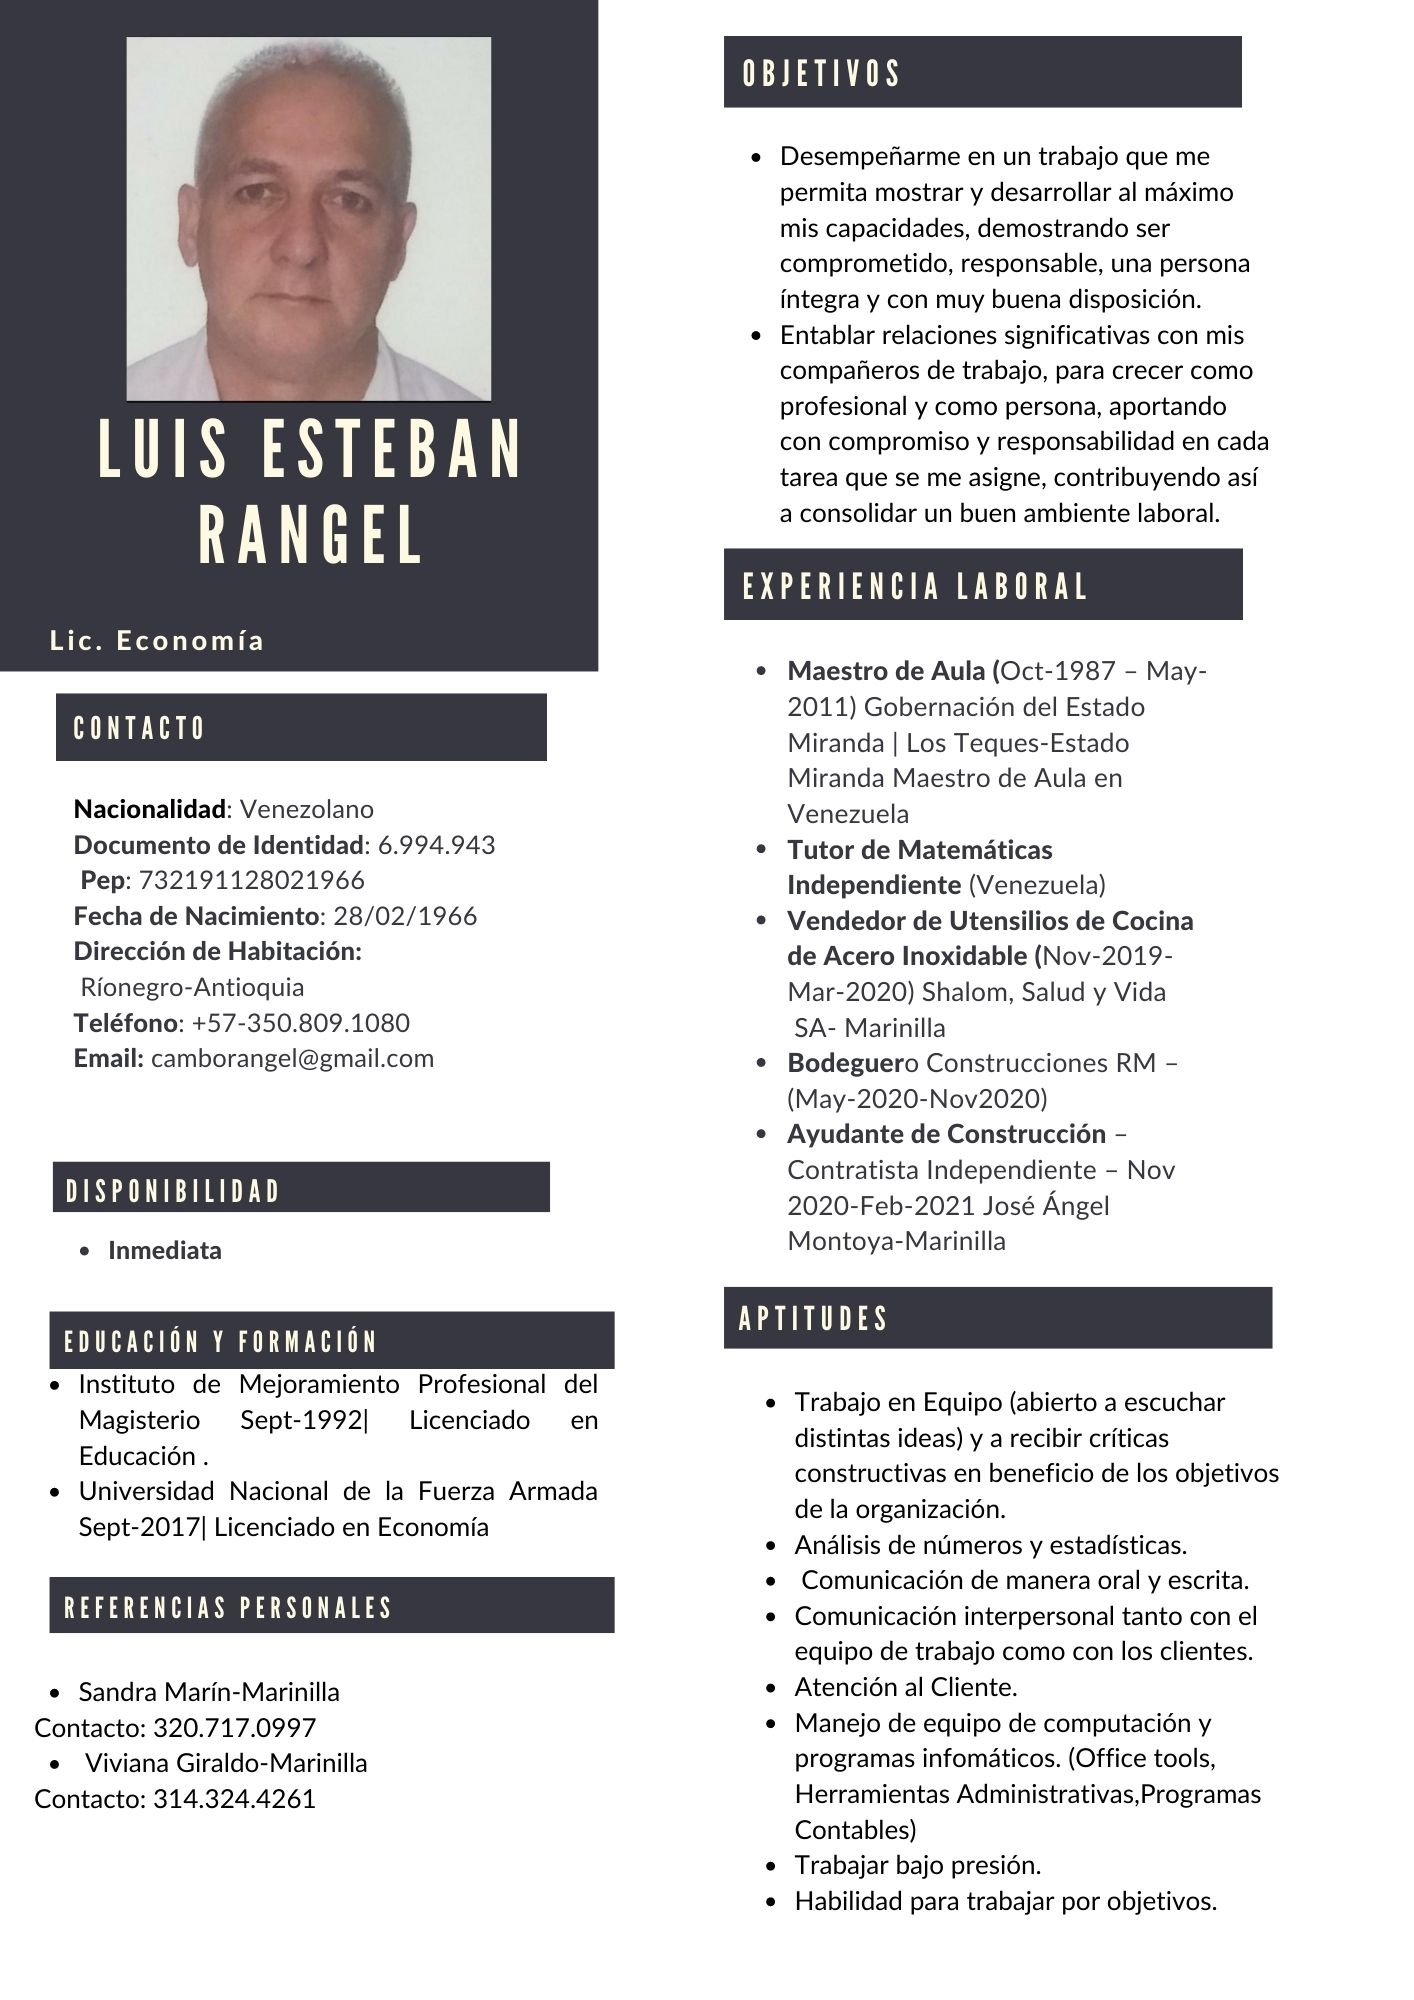 LUIS ESTEBAN
RANGEL
Lic. Economía
CONTACTO
Nacionalidad: Venezolano
Documento de Identidad: 6.994.943
Pep: 732191128021966
Fecha de Nacimiento: 28/02/1966
Dirección de Habitación:
Ríonegro-Antioquia
Teléfono: +57-350.809.1080
Email: camborangel@gmail.com
DISPONIBILIDAD
• Inmediata
EDUCACIÓN Y FORMACIÓN
• Instituto de Mejoramiento Profesional del
Magisterio Sept-1992| Licenciado en
Educación .
• Universidad Nacional de la Fuerza Armada
Sept-2017| Licenciado en Economía
REFERENCIAS PERSONALES
• Sandra Marín-Marinilla
Contacto: 320.717.0997
• Viviana Giraldo-Marinilla
Contacto: 314.324.4261
OBJETIVOS
• Desempeñarme en un trabajo que me
permita mostrar y desarrollar al máximo
mis capacidades, demostrando ser
comprometido, responsable, una persona
íntegra y con muy buena disposición.
• Entablar relaciones significativas con mis
compañeros de trabajo, para crecer como
profesional y como persona, aportando
con compromiso y responsabilidad en cada
tarea que se me asigne, contribuyendo así
a consolidar un buen ambiente laboral.
EXPERIENCIA LABORAL
• Maestro de Aula (Oct-1987 – May-
2011) Gobernación del Estado
Miranda | Los Teques-Estado
Miranda Maestro de Aula en
Venezuela
• Tutor de Matemáticas
Independiente (Venezuela)
• Vendedor de Utensilios de Cocina
de Acero Inoxidable (Nov-2019-
Mar-2020) Shalom, Salud y Vida
SA- Marinilla
• Bodeguero Construcciones RM –
(May-2020-Nov2020)
• Ayudante de Construcción –
Contratista Independiente – Nov
2020-Feb-2021 José Ángel
Montoya-Marinilla
APTITUDES
• Trabajo en Equipo (abierto a escuchar
distintas ideas) y a recibir críticas
constructivas en beneficio de los objetivos
de la organización.
• Análisis de números y estadísticas.
• Comunicación de manera oral y escrita.
• Comunicación interpersonal tanto con el
equipo de trabajo como con los clientes.
• Atención al Cliente.
• Manejo de equipo de computación y
programas infomáticos. (Office tools,
Herramientas Administrativas,Programas
Contables)
• Trabajar bajo presión.
• Habilidad para trabajar por objetivos.